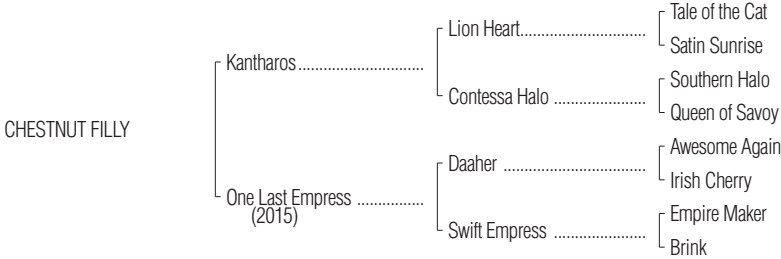 Tale of the Cat
Lion Heart..............................
Satin Sunrise
Kantharos..............................
Southern Halo
Contessa Halo ......................
Queen of Savoy
CHESTNUT FILLY
Awesome Again
Daaher ..................................
Irish Cherry
One Last Empress ................
(2015)
Empire Maker
Swift Empress ......................
Brink